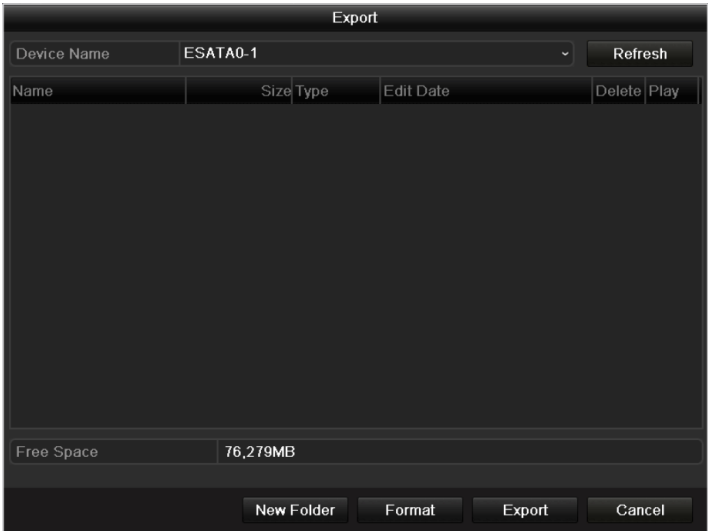 Export
Device Name ESATA0-1 Refresh
Name Size Type Edit Date Delete Play
Free Space 76,279MB
New Folder Format Export Cancel